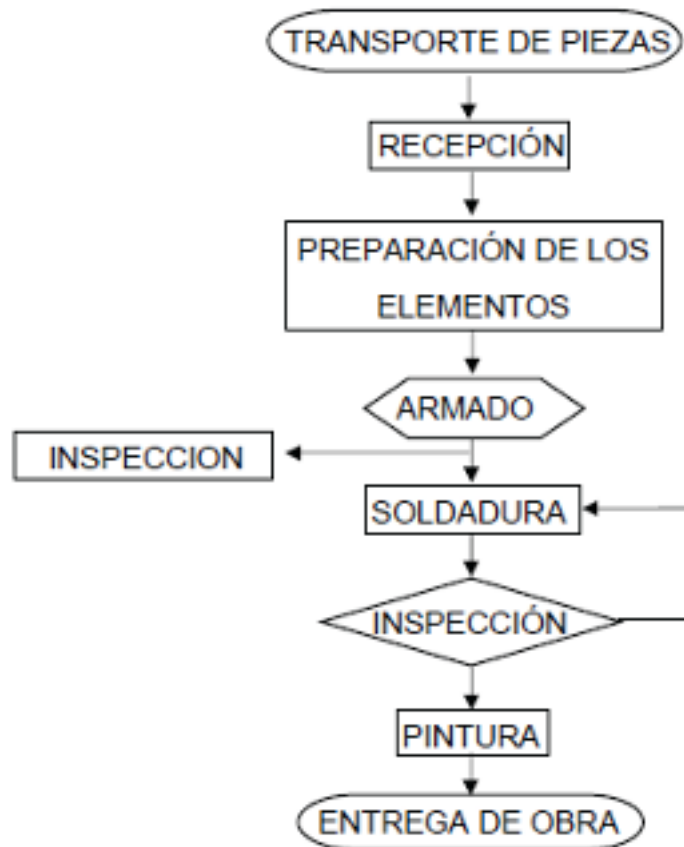 TRANSPORTE DE PIEZAS
RECEPCIÓN
PREPARACIÓN DE LOS
ELEMENTOS
ARMADO
INSPECCION
SOLDADURA
INSPECCIÓN
PINTURA
ENTREGA DE OBRA